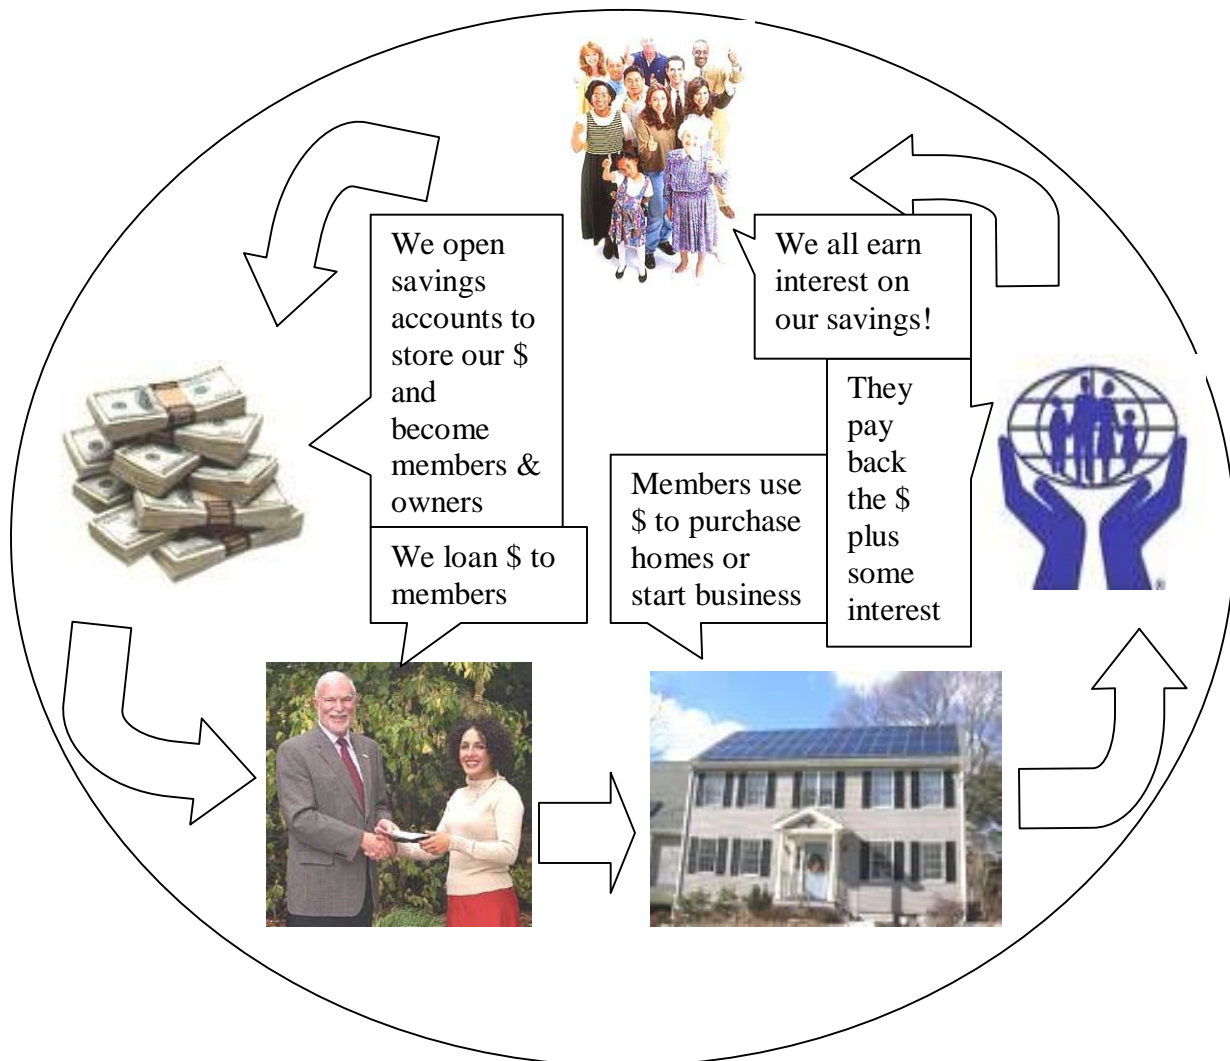 We open
savings
accounts to
store our $
and
become
members &
owners
We loan $ to
members
Members use
$ to purchase
homes or
start business
They
pay
back
the $
plus
some
interest
We all earn
interest on
our savings!
®